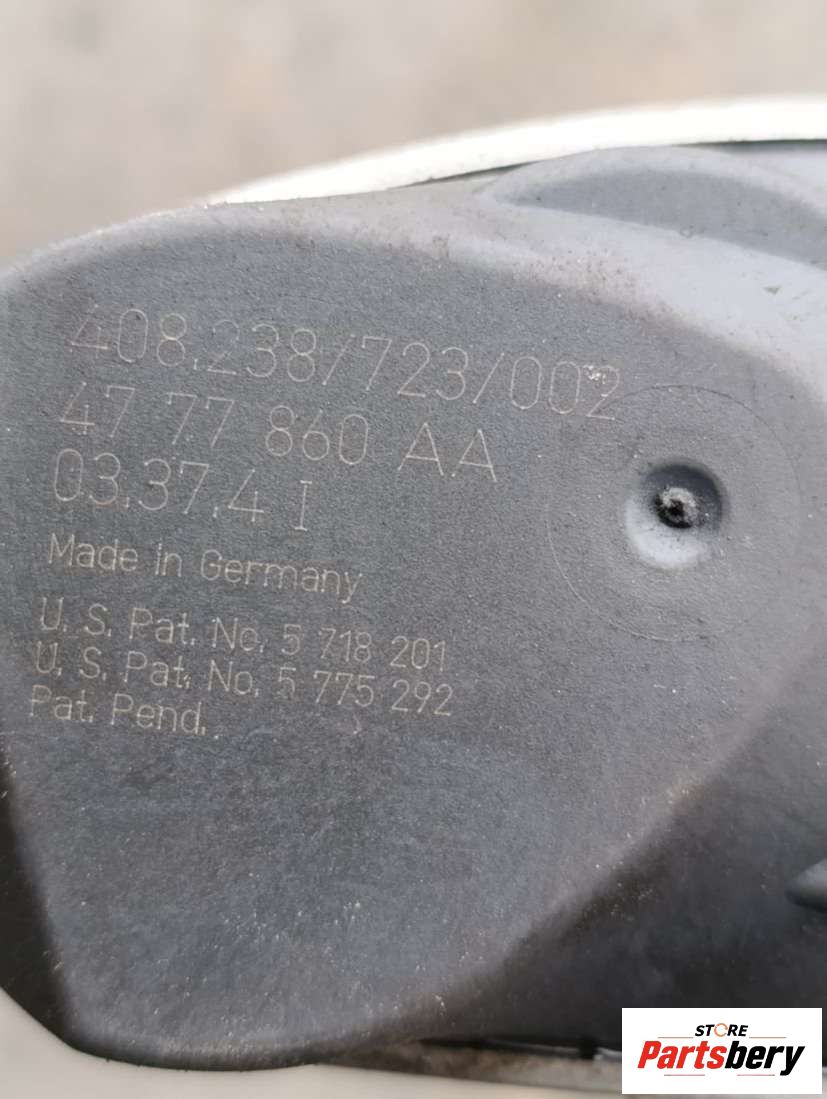 408.238/723/002
47 77 860 AA
03.37.4 I
Made in Germany
U. S. Pat. No. 5 718 201
U. S. Pat. No. 5 775 292
Pat. Pend.
STORE
Partsbery